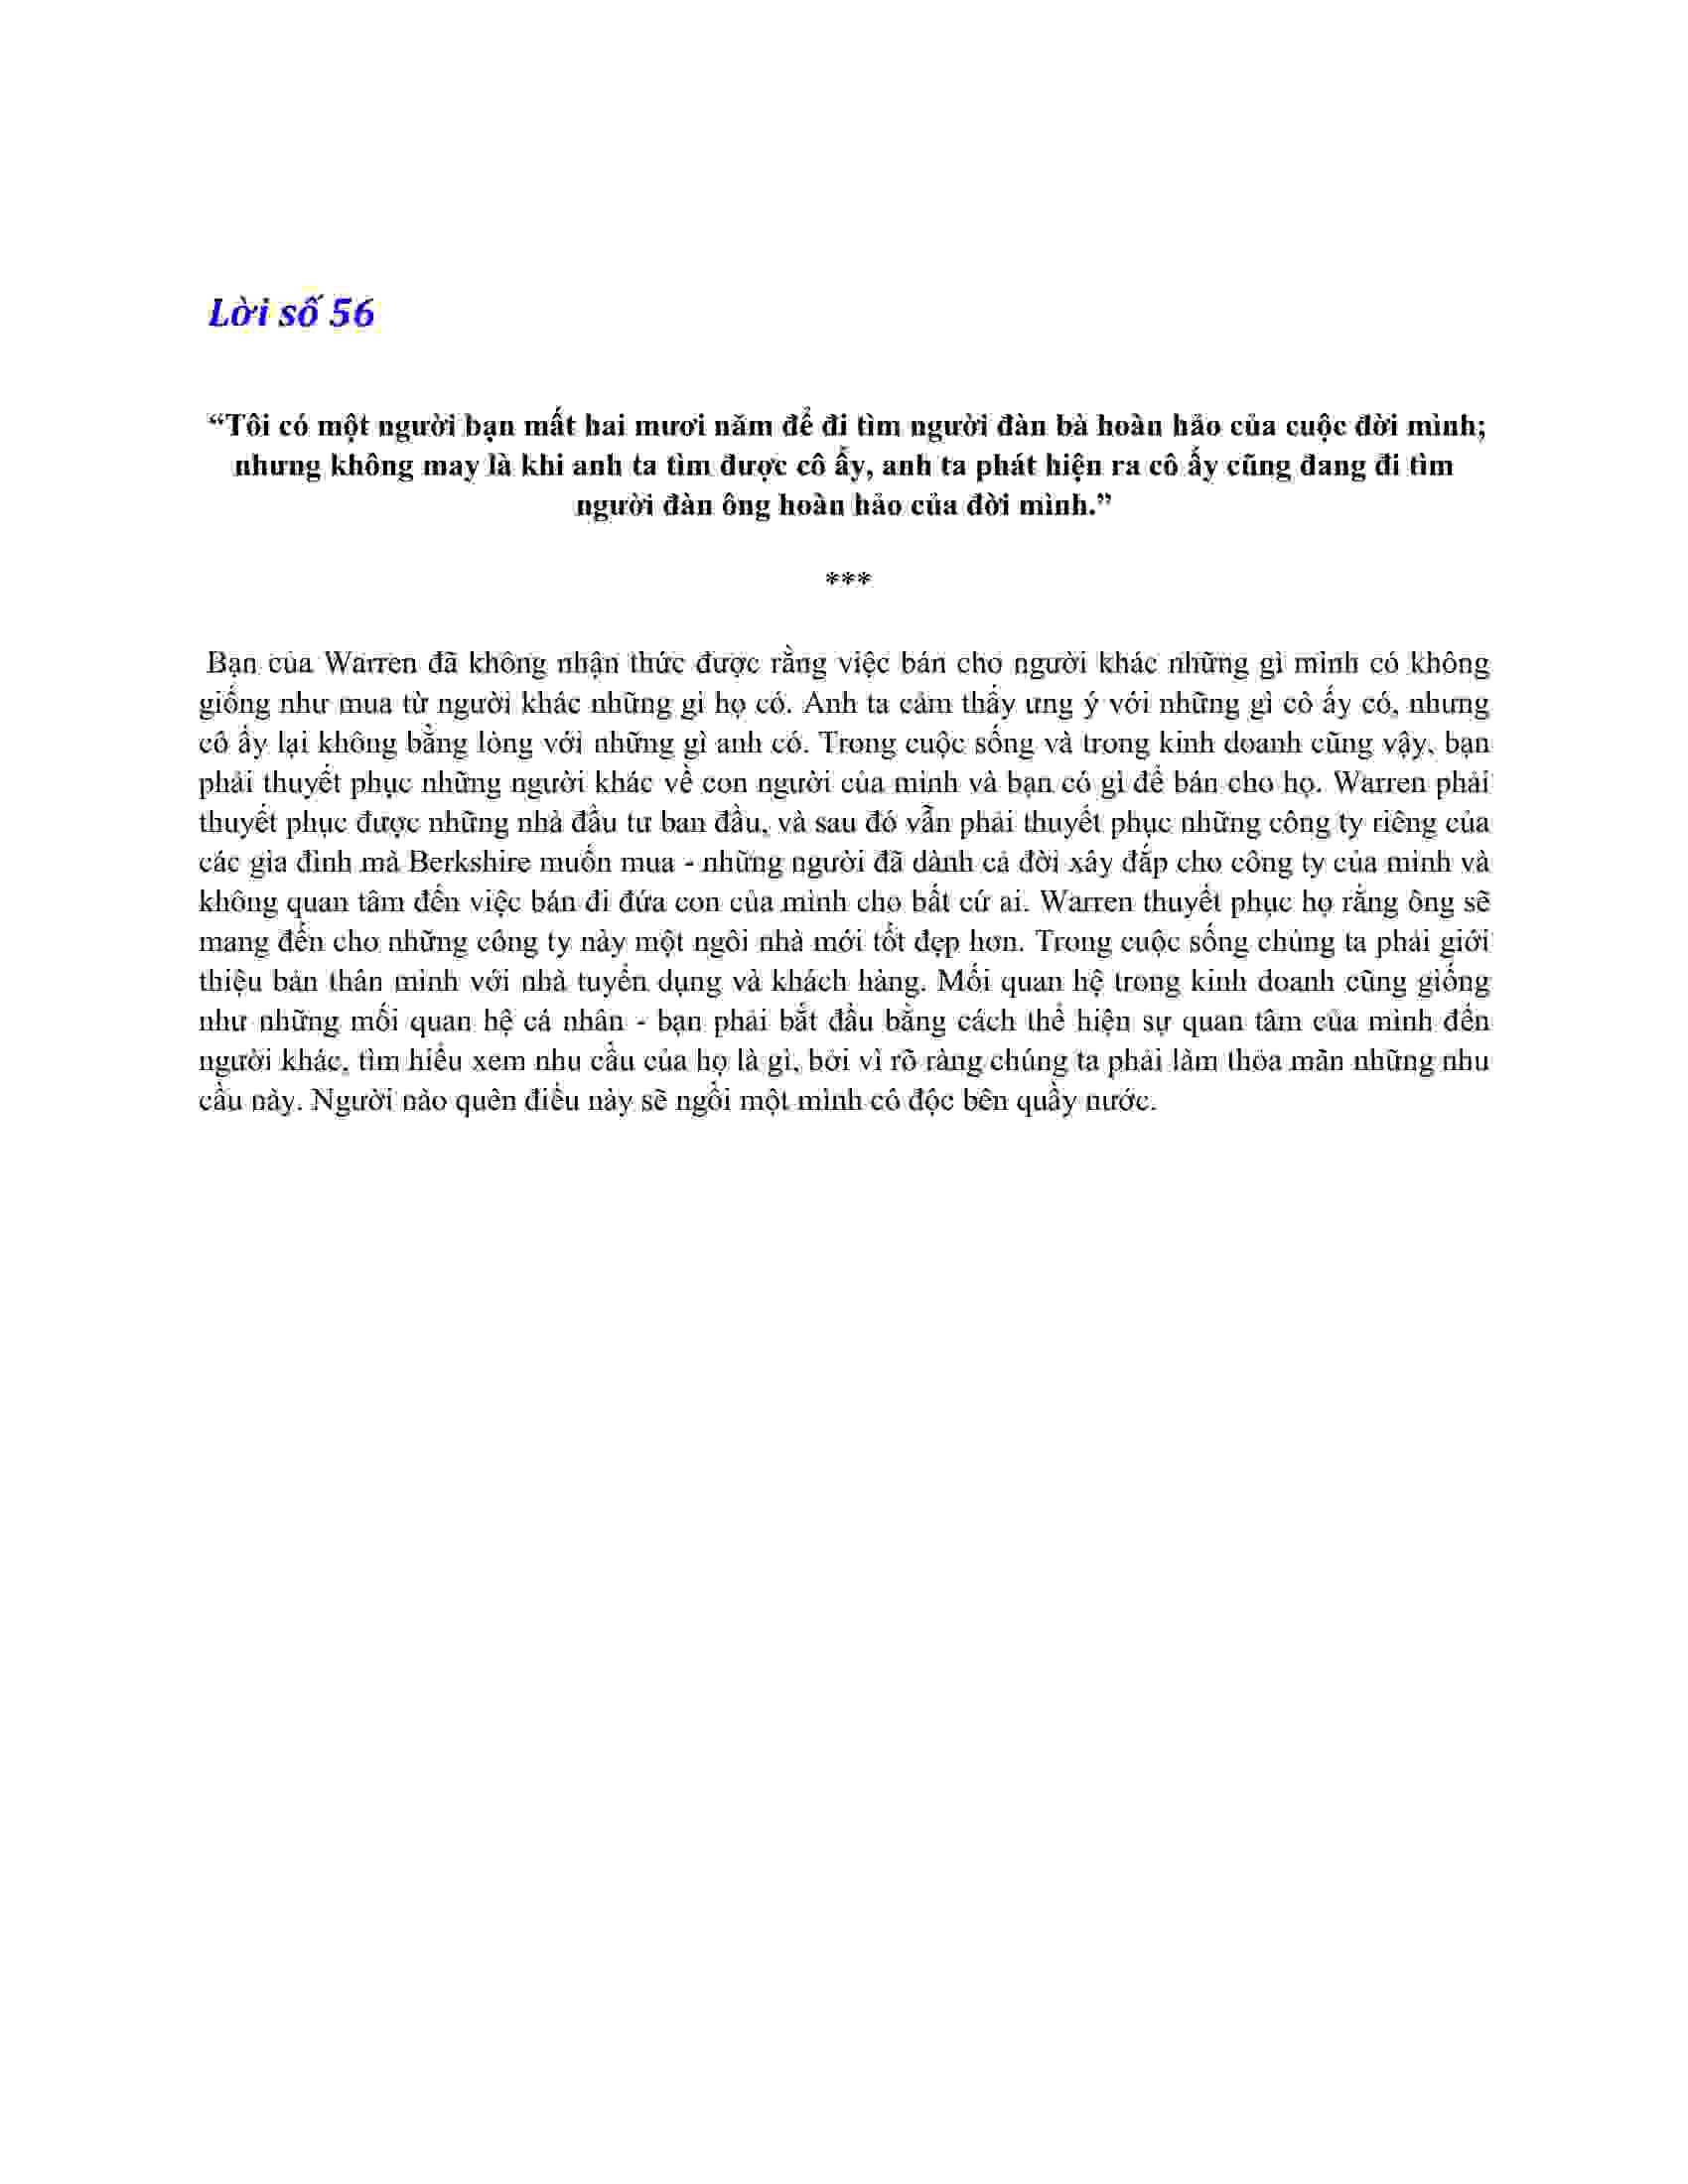 Lời số 56
“Tôi có một người bạn mất hai mươi năm để đi tìm người đàn bà hoàn hảo của cuộc đời mình;
nhưng không may là khi anh ta tìm được cô ấy, anh ta phát hiện ra cô ấy cũng đang đi tìm
người đàn ông hoàn hảo của đời mình.”
***
Bạn của Warren đã không nhận thức được rằng việc bán cho người khác những gì mình có không
giống như mua từ người khác những gì họ có. Anh ta cảm thấy ưng ý với những gì cô ấy có, nhưng
cô ấy lại không bằng lòng với những gì anh có. Trong cuộc sống và trong kinh doanh cũng vậy, bạn
phải thuyết phục những người khác về con người của mình và bạn có gì để bán cho họ. Warren phải
thuyết phục được những nhà đầu tư ban đầu, và sau đó vẫn phải thuyết phục những công ty riêng của
các gia đình mà Berkshire muốn mua - những người đã dành cả đời xây đắp cho công ty của mình và
không quan tâm đến việc bán đi đứa con của mình cho bất cứ ai. Warren thuyết phục họ rằng ông sẽ
mang đến cho những công ty này một ngôi nhà mới tốt đẹp hơn. Trong cuộc sống chúng ta phải giới
thiệu bản thân mình với nhà tuyển dụng và khách hàng. Mối quan hệ trong kinh doanh cũng giống
như những mối quan hệ cá nhân - bạn phải bắt đầu bằng cách thể hiện sự quan tâm của mình đến
người khác, tìm hiểu xem nhu cầu của họ là gì, bởi vì rõ ràng chúng ta phải làm thỏa mãn những nhu
cầu này. Người nào quên điều này sẽ ngồi một mình cô độc bên quầy nước.